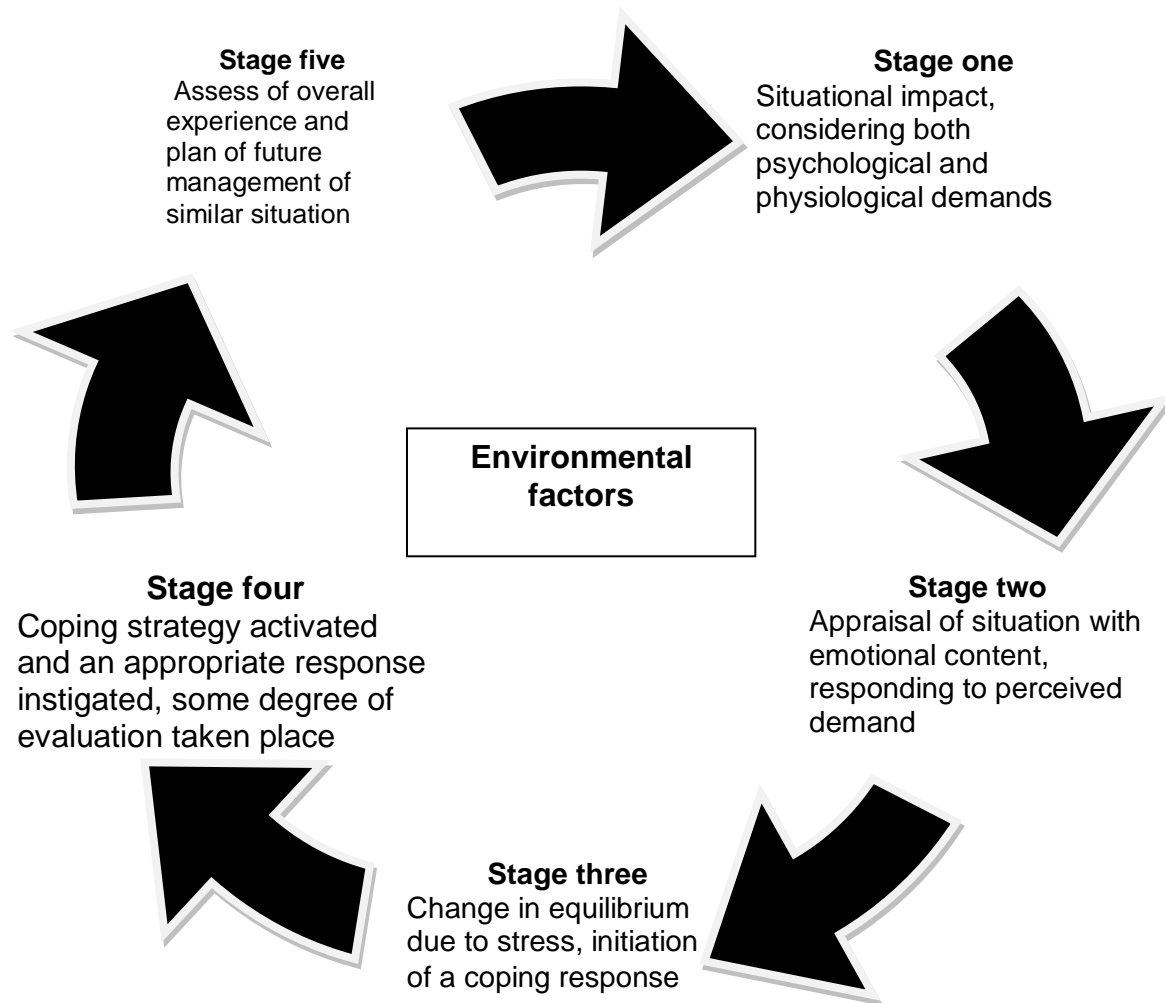 Stage five
Assess of overall
experience and
plan of future
management of
similar situation
Stage one
Situational impact,
considering both
psychological and
physiological demands
Environmental
factors
Stage two
Appraisal of situation with
emotional content,
responding to perceived
demand
Stage four
Coping strategy activated
and an appropriate response
instigated, some degree of
evaluation taken place
Stage three
Change in equilibrium
due to stress, initiation
of a coping response